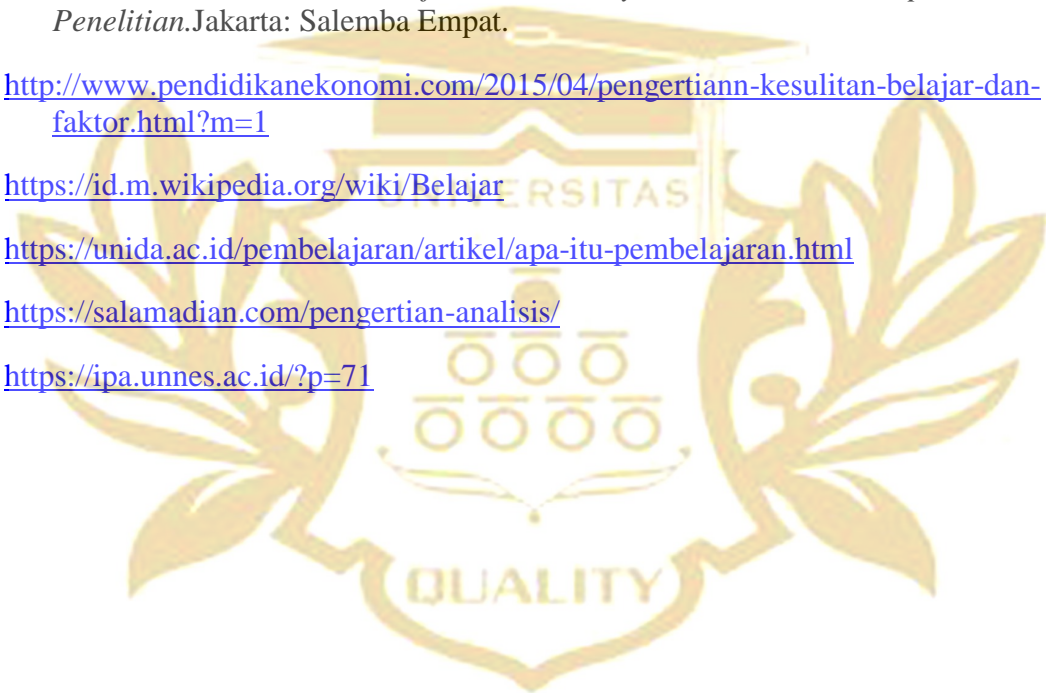 Penelitian.Jakarta: Salemba Empat.
http://www.pendidikanekonomi.com/2015/04/pengertiann-kesulitan-belajar-dan-
faktor.html?m=1
https://id.m.wikipedia.org/wiki/Belajar
UNIVERSITAS
https://unida.ac.id/pembelajaran/artikel/apa-itu-pembelajaran.html
https://salamadian.com/pengertian-analisis/
https://ipa.unnes.ac.id/?p=71
QUALITY